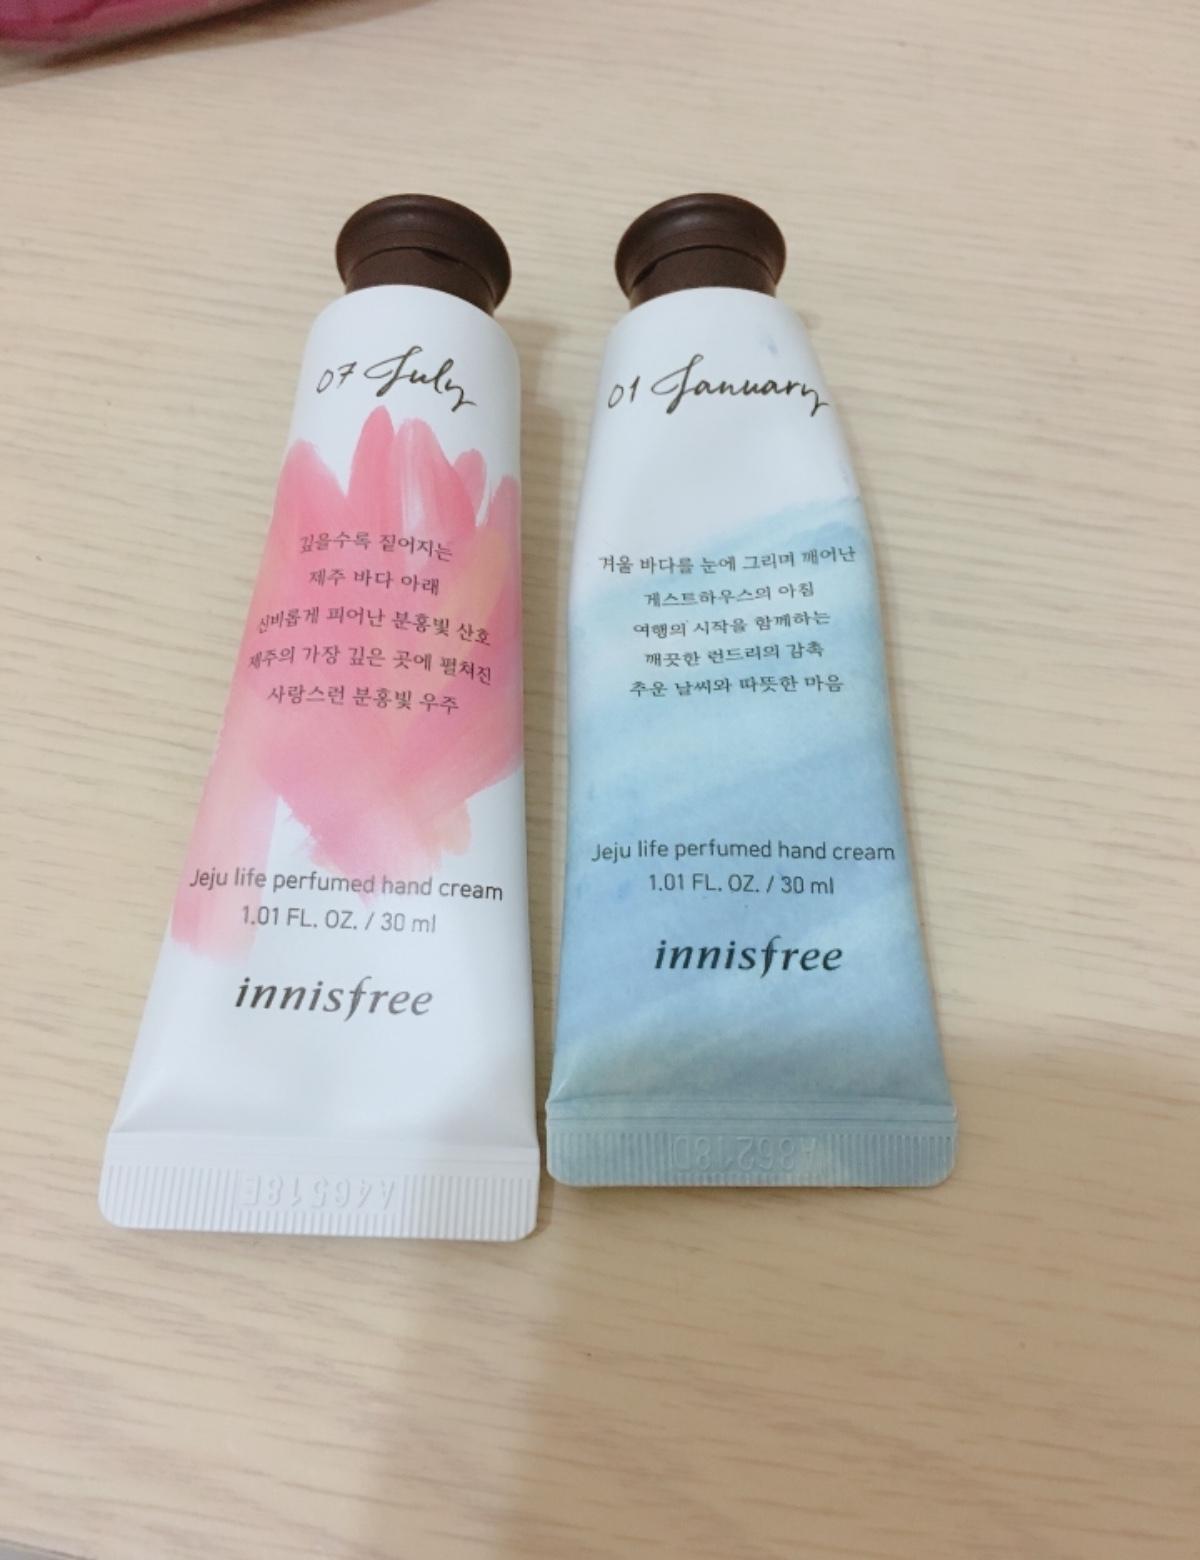 07 July
깊을수록 짙어지는
제주 바다 아래
신비롭게 피어난 분홍빛 산호
제주의 가장 깊은 곳에 펼쳐진
사랑스런 분홍빛 우주
Jeju life perfumed hand cream
1.01 FL. OZ. / 30 ml
innisfree
A46518E
01 January
겨울 바다를 눈에 그리며 깨어난
게스트하우스의 아침
여행의 시작을 함께하는
깨끗한 런드리의 감촉
추운 날씨와 따뜻한 마음
Jeju life perfumed hand cream
1.01 FL. OZ. / 30 ml
innisfree
A86218D